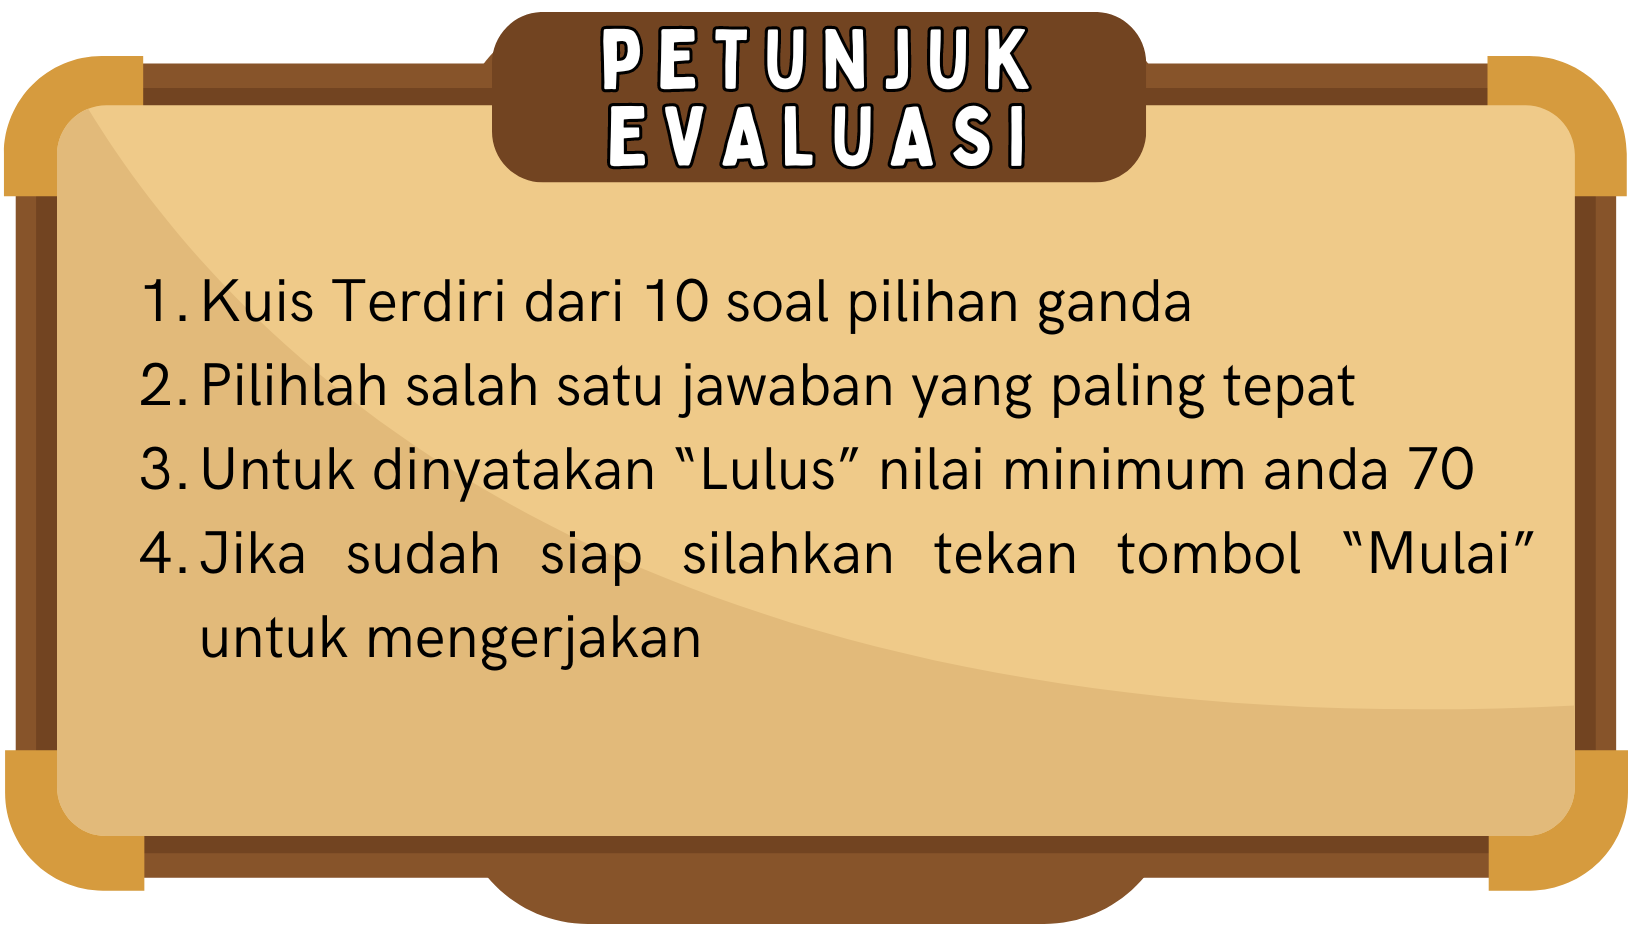 PETUNJUK
EVALUASI
1. Kuis Terdiri dari 10 soal pilihan ganda
2. Pilihlah salah satu jawaban yang paling tepat
3. Untuk dinyatakan “Lulus” nilai minimum anda 70
4. Jika sudah siap silahkan tekan tombol “Mulai”
untuk mengerjakan